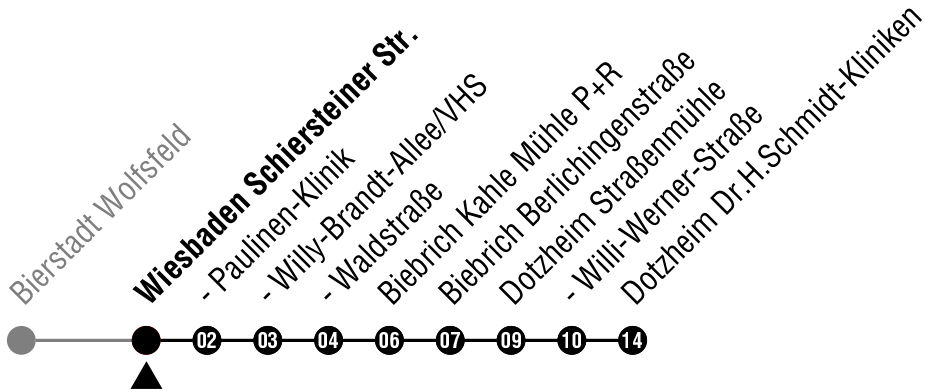 Bierstadt Wolfsfeld
Wiesbaden Schiersteiner Str.
- Paulinen-Klinik
- Willy-Brandt-Allee/VHS
- Waldstraße
Biebrich Kahle Mühle P+R
Biebrich Berlichingenstraße
Dotzheim Straßenmühle
- Willi-Werner-Straße
Dotzheim Dr.H.Schmidt-Kliniken
02 03 04 06 07 09 10 14